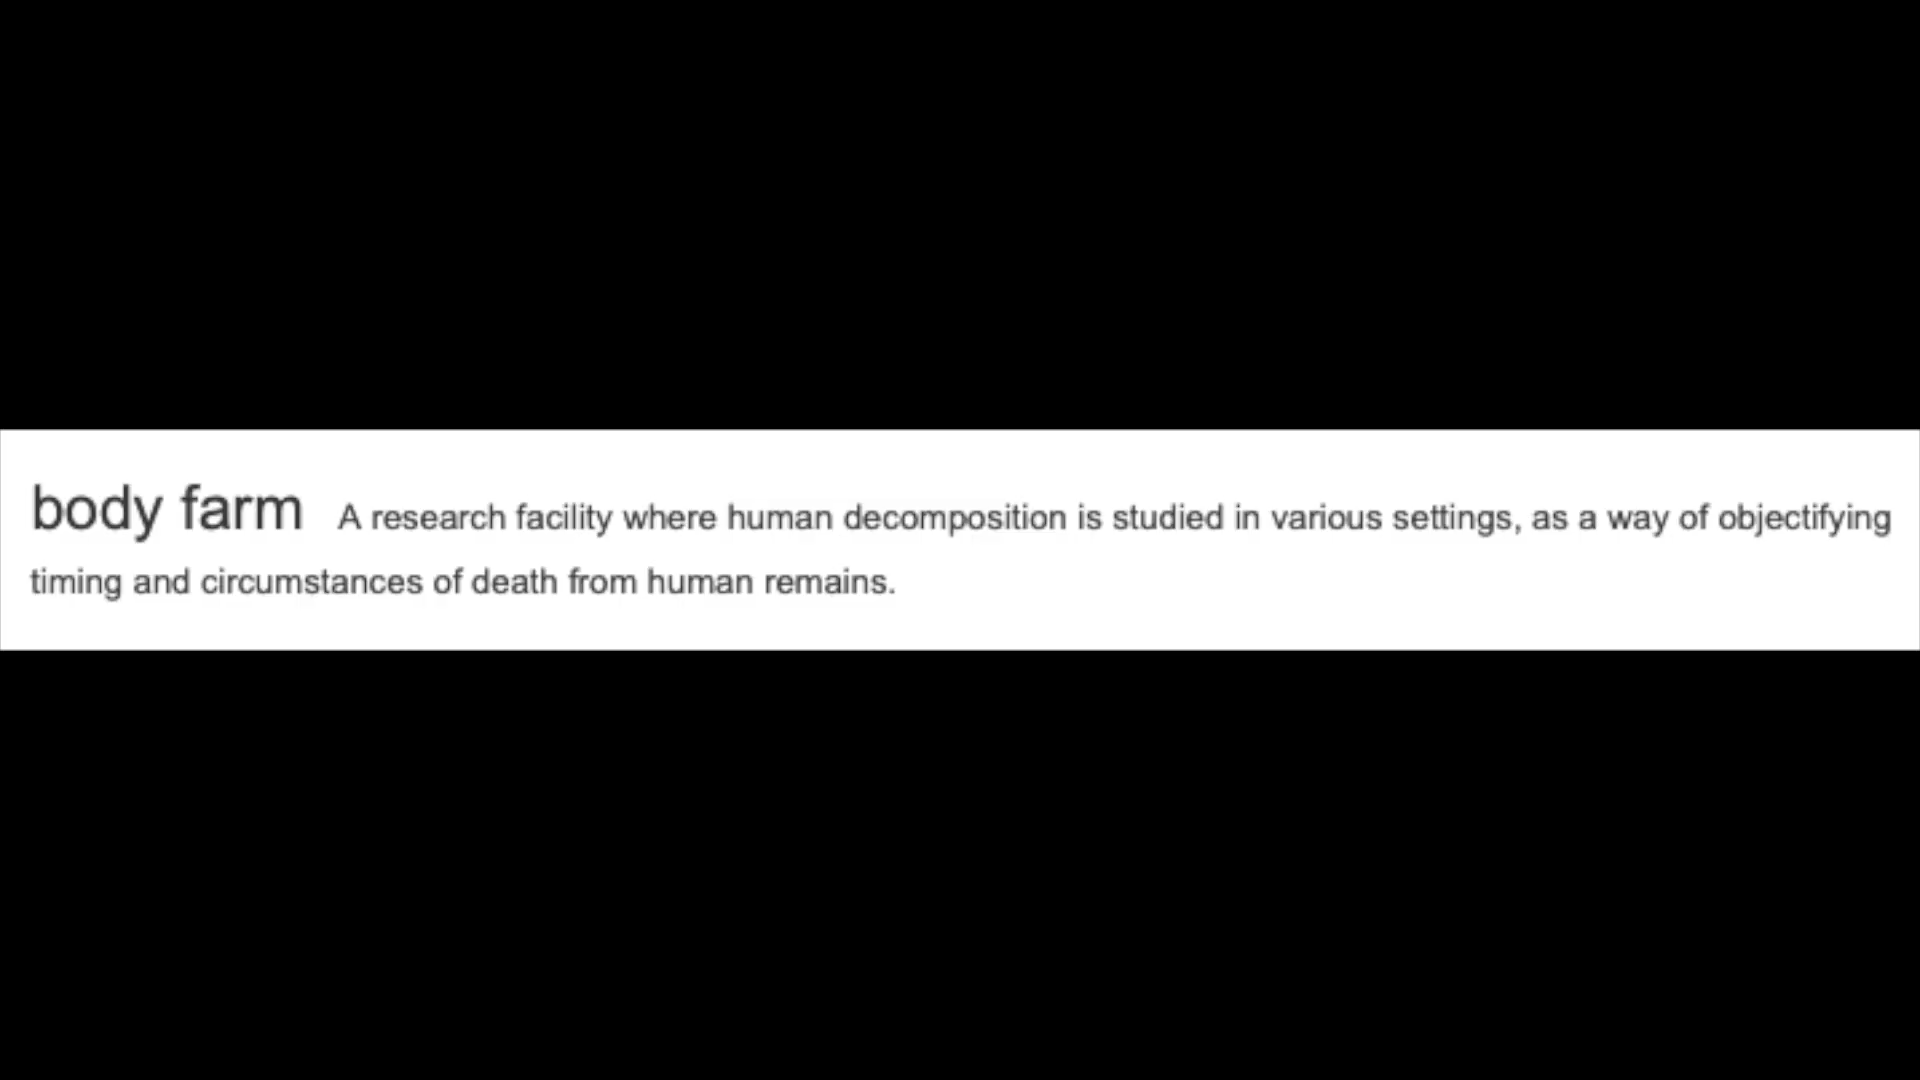 body farm A research facility where human decomposition is studied in various settings, as a way of objectifying
timing and circumstances of death from human remains.